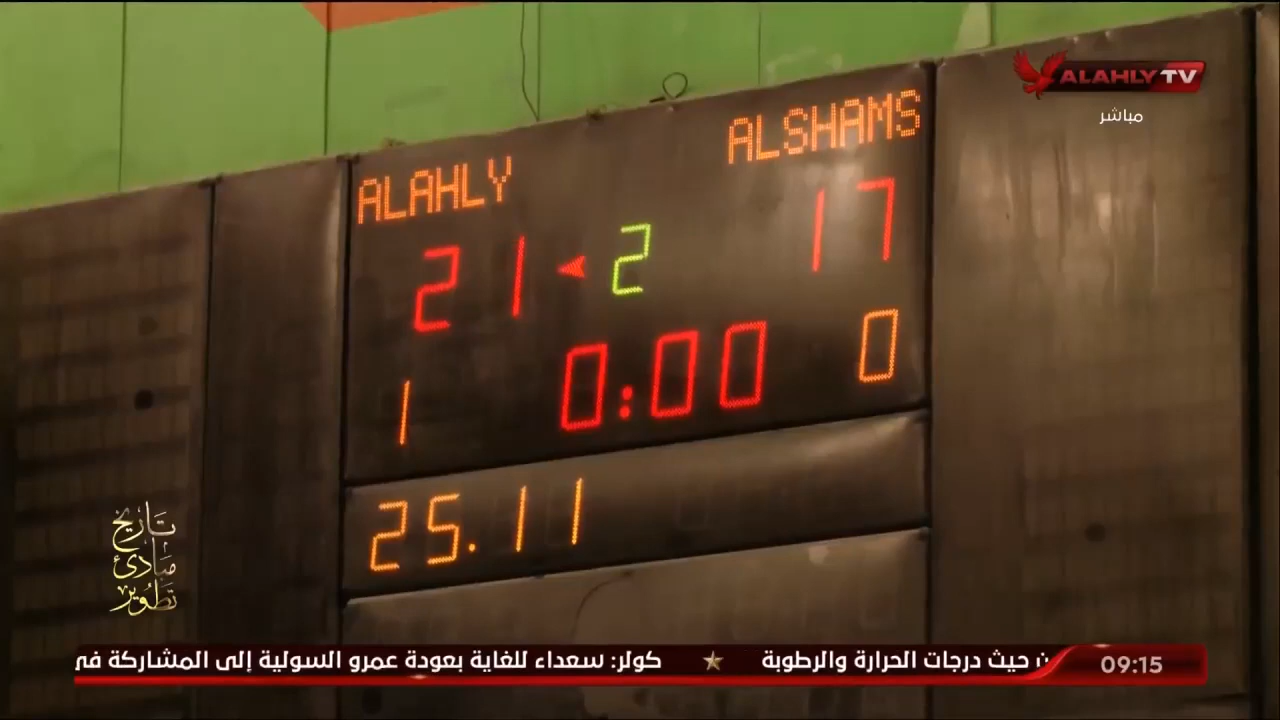 ALAHLY TV
مباشر
ALAHLY ALSHAMS
21 2 17
1 0:00 0
25.11
تاريخ
مبادئ
تطوير
ن حيث درجات الحرارة والرطوبة ★ كولر: سعداء للغاية بعودة عمرو السولية إلى المشاركة في
09:15